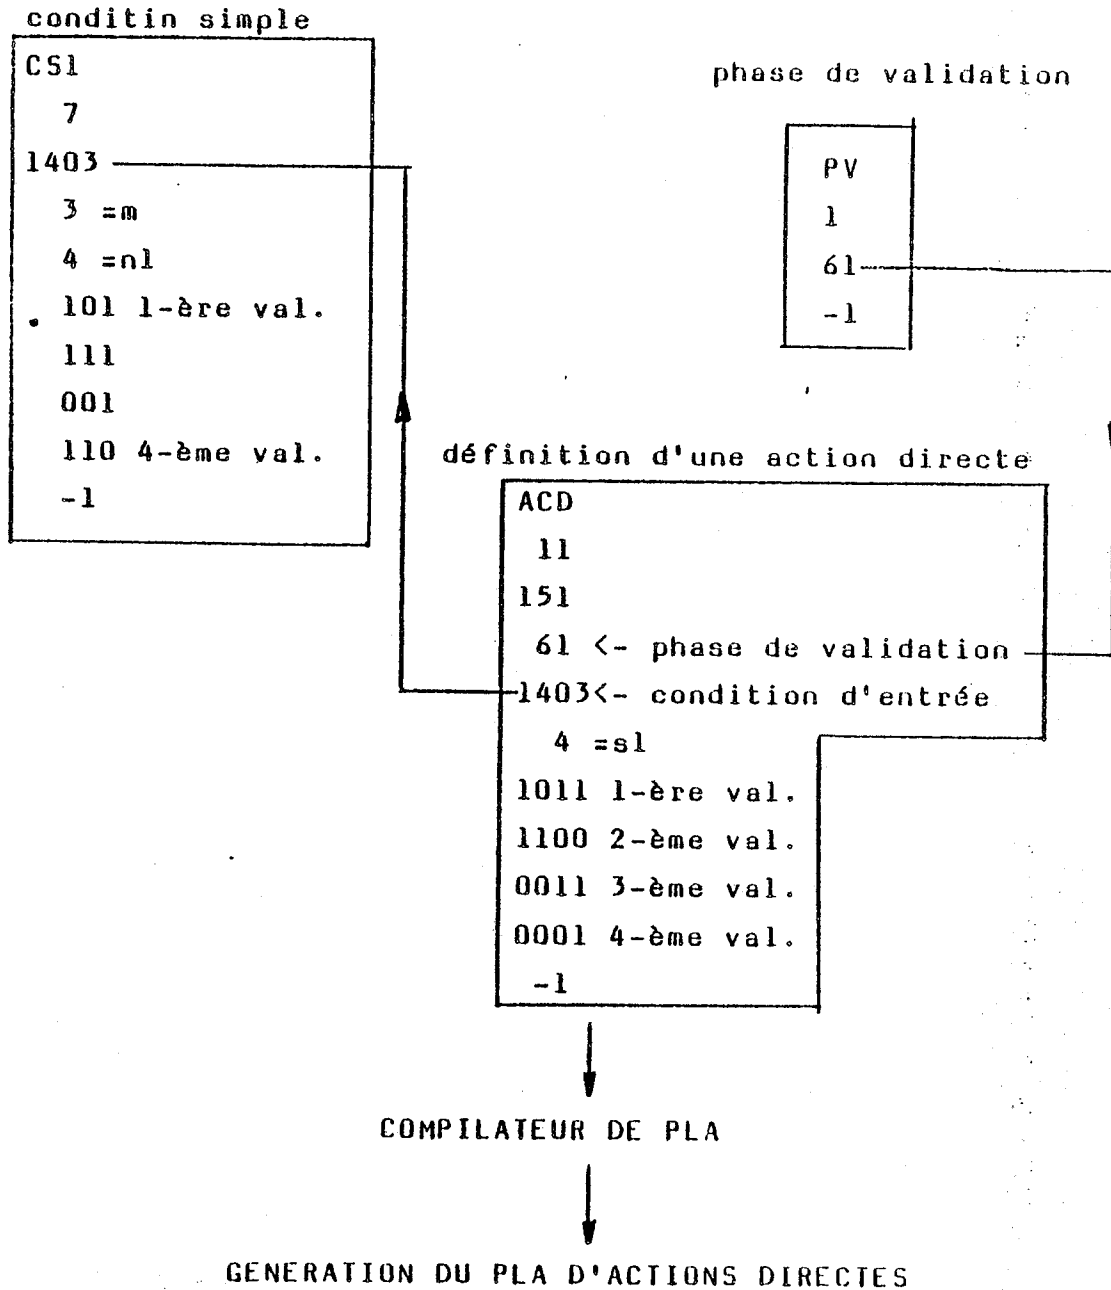 conditin simple
CS1
7
1403
3 =m
4 =nl
101 1-ère val.
111
001
110 4-ème val.
-1
phase de validation
PV
1
61
-1
définition d'une action directe
ACD
11
151
61 <- phase de validation
1403<- condition d'entrée
4 =sl
1011 1-ère val.
1100 2-ème val.
0011 3-ème val.
0001 4-ème val.
-1
COMPILATEUR DE PLA
GENERATION DU PLA D'ACTIONS DIRECTES